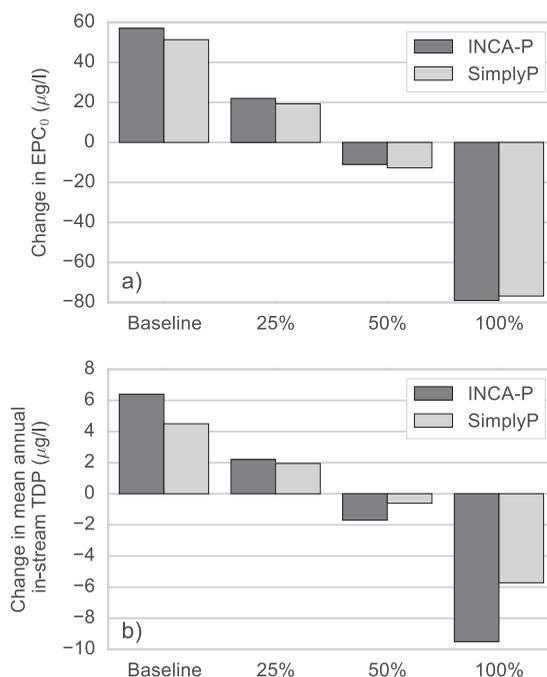 60
40
20
0
−20
−40
−60
−80
Change in EPC₀ (μg/l)
INCA-P
SimplyP
a)
Baseline 25% 50% 100%
8
6
4
2
0
−2
−4
−6
−8
−10
Change in mean annual
in-stream TDP (μg/l)
INCA-P
SimplyP
b)
Baseline 25% 50% 100%